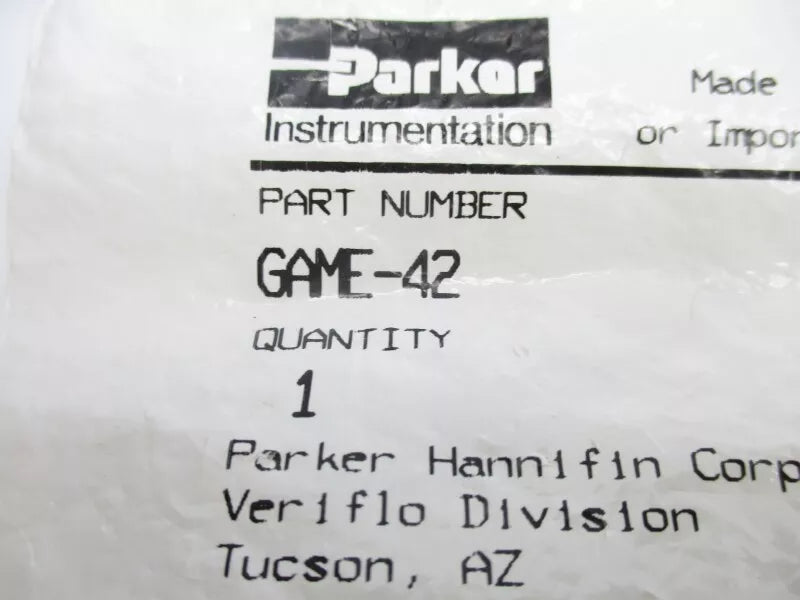 Parker
Instrumentation
Made
or Impor
PART NUMBER
GAME-42
QUANTITY
1
Parker Hannifin Corp
Veriflo Division
Tucson, AZ